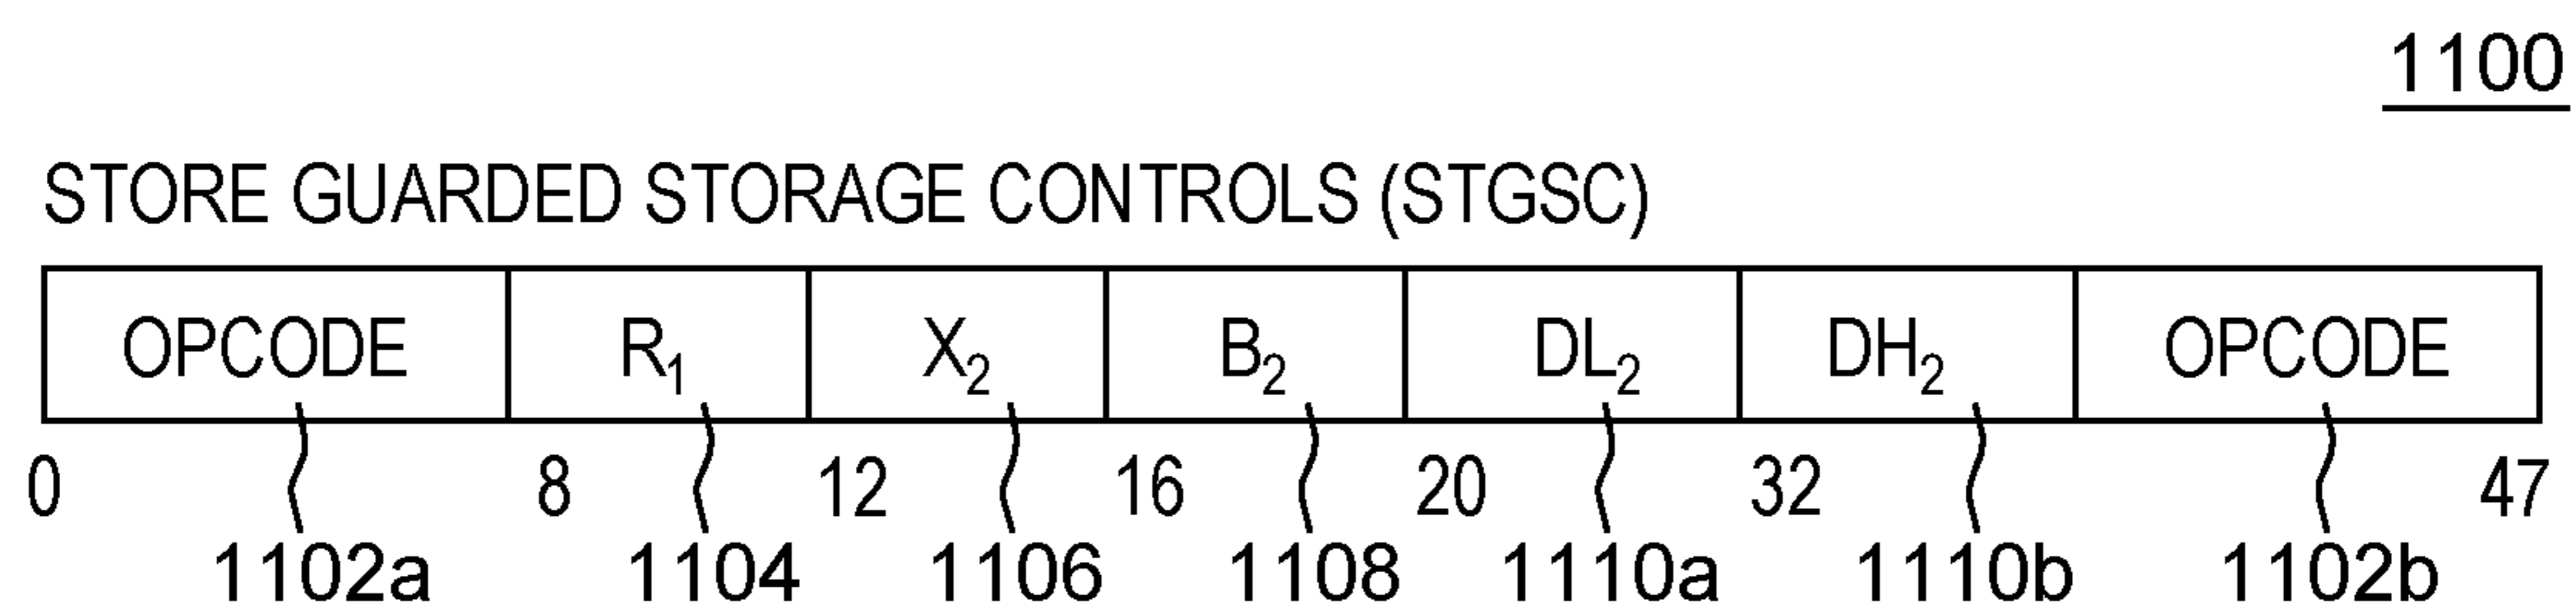 1100
STORE GUARDED STORAGE CONTROLS (STGSC)
OPCODE R₁ X₂ B₂ DL₂ DH₂ OPCODE
0 8 12 16 20 32 47
1102a 1104 1106 1108 1110a 1110b 1102b